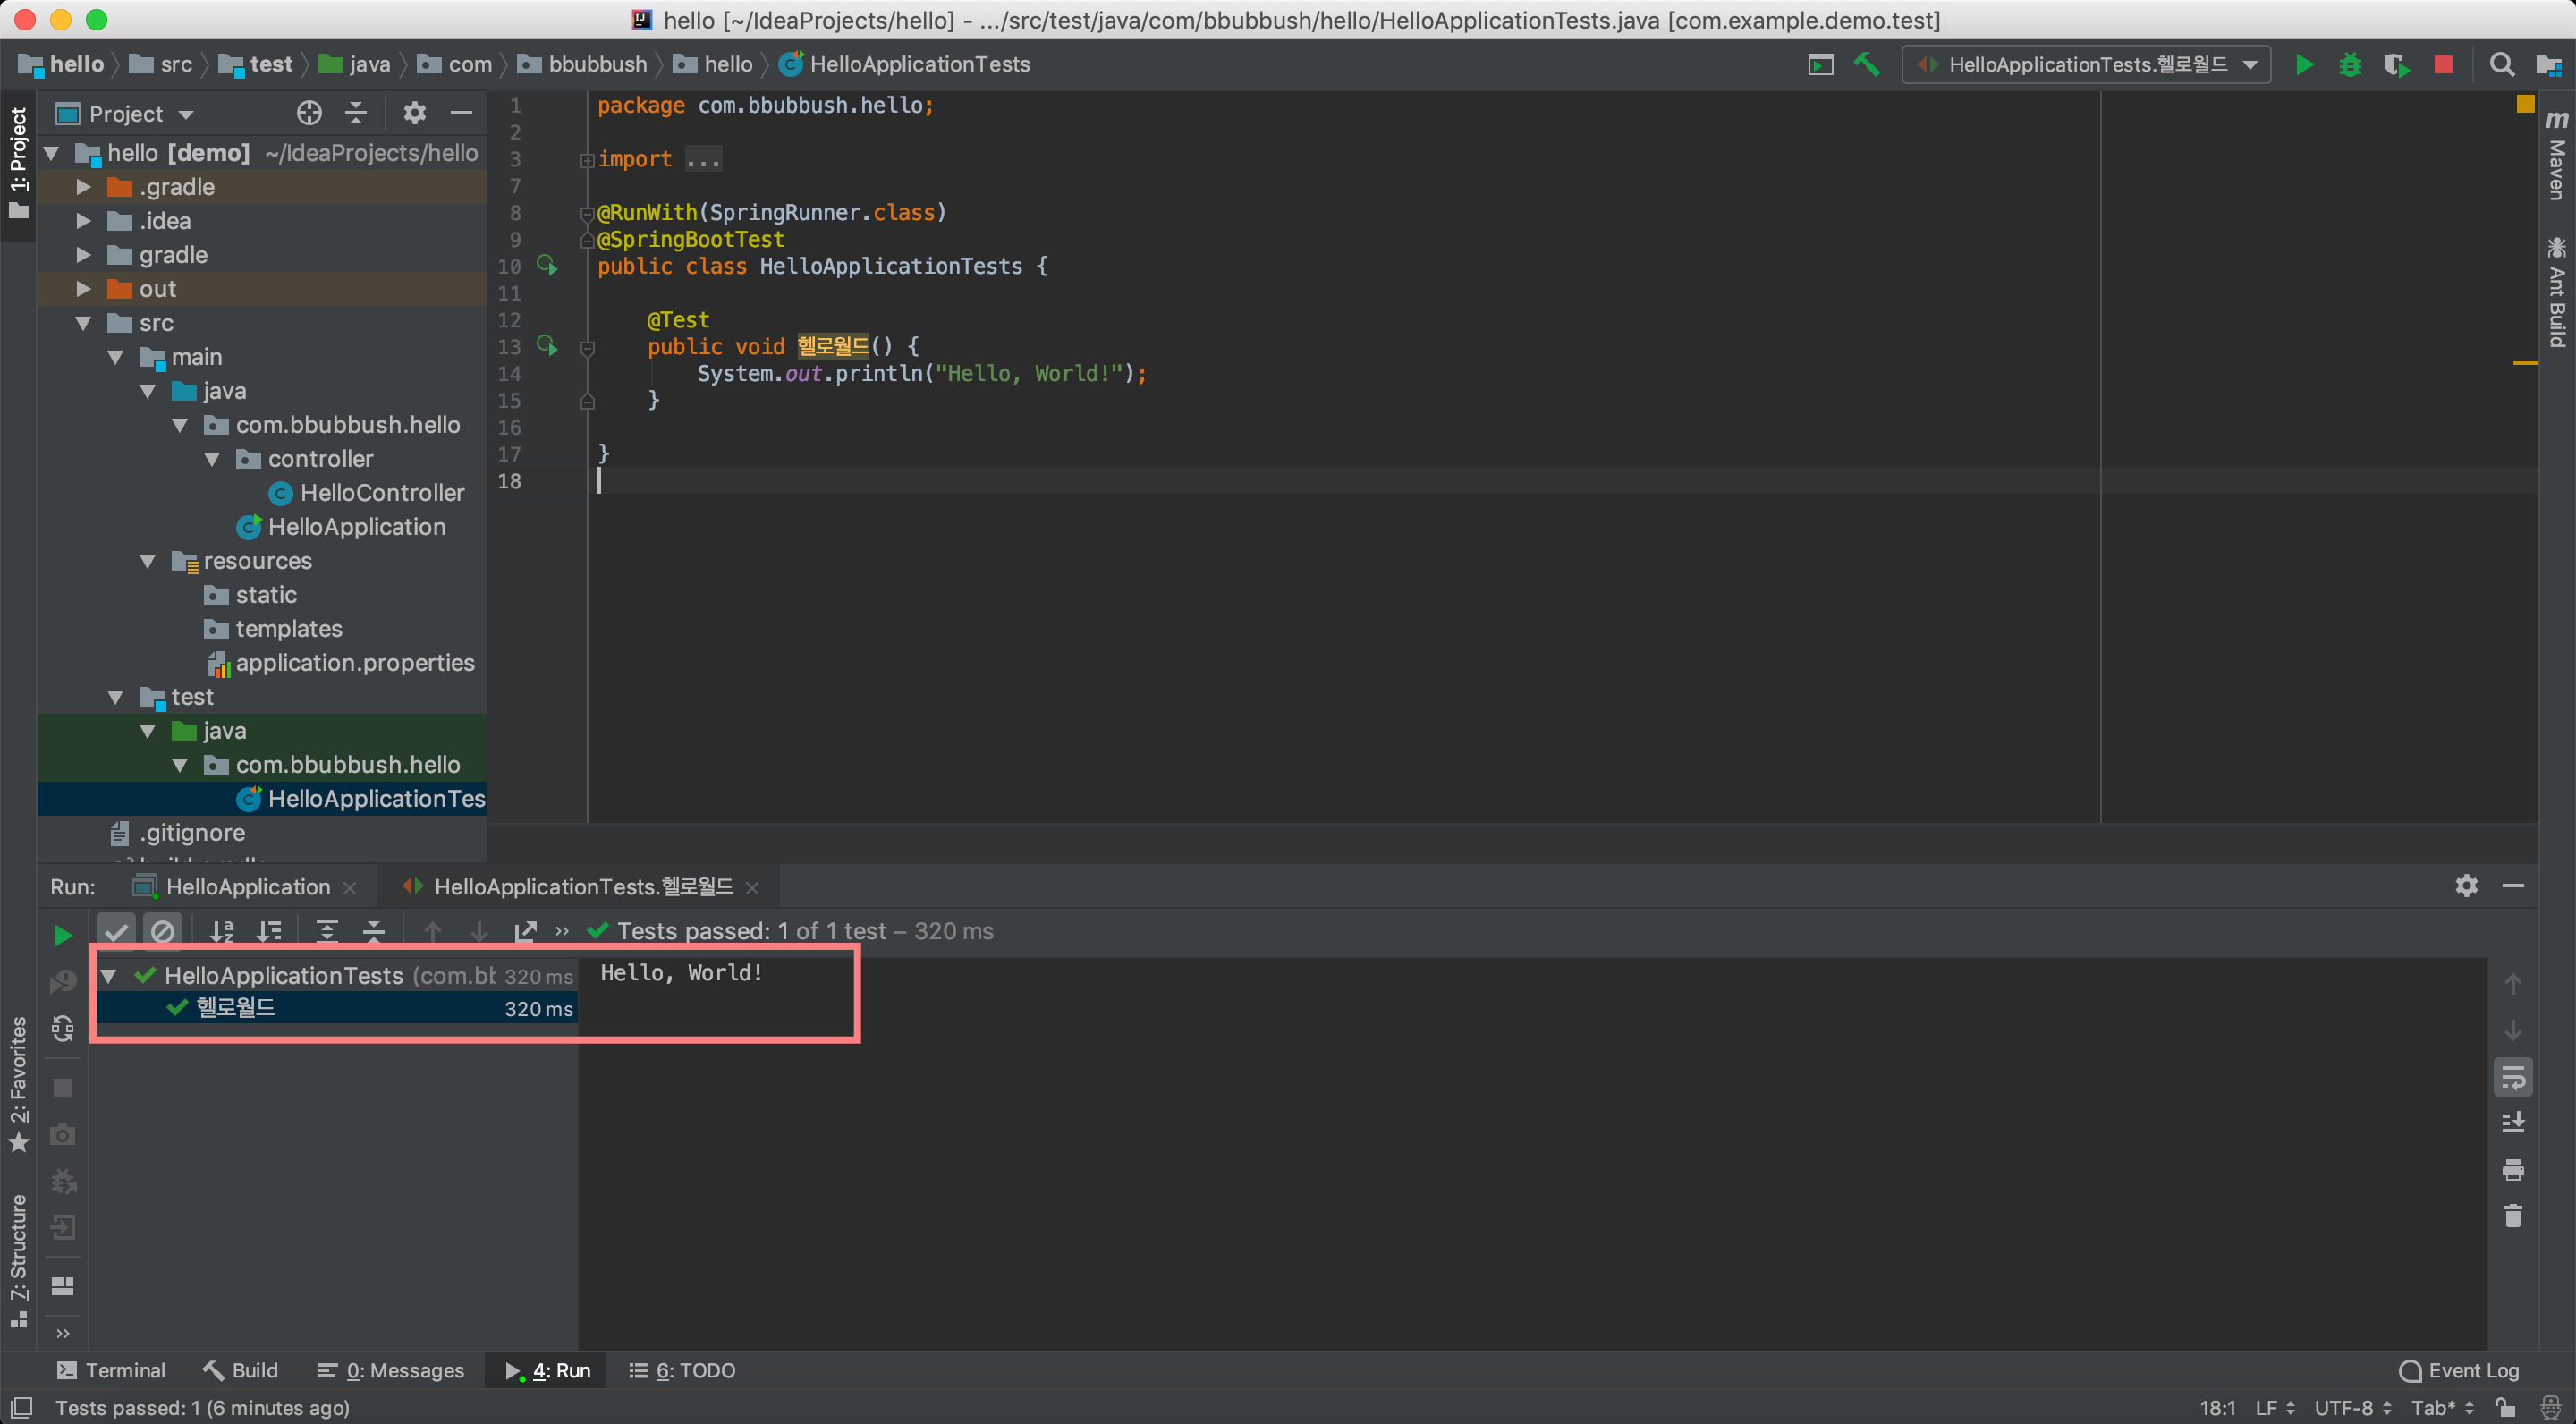 hello [~/IdeaProjects/hello] - .../src/test/java/com/bbubbush/hello/HelloApplicationTests.java [com.example.demo.test]
hello src test java com bbubbush hello HelloApplicationTests HelloApplicationTests.헬로월드
1: Project
Project
hello [demo] ~/IdeaProjects/hello
.gradle
.idea
gradle
out
src
main
java
com.bbubbush.hello
controller
HelloController
HelloApplication
resources
static
templates
application.properties
test
java
com.bbubbush.hello
HelloApplicationTes
.gitignore
1 package com.bbubbush.hello;
2
3 import ...
7
8 @RunWith(SpringRunner.class)
9 @SpringBootTest
10 public class HelloApplicationTests {
11
12 @Test
13 public void 헬로월드() {
14 System.out.println("Hello, World!");
15 }
16
17 }
18
Maven
Ant Build
Run: HelloApplication HelloApplicationTests.헬로월드
Tests passed: 1 of 1 test – 320 ms
HelloApplicationTests (com.bb 320 ms
헬로월드 320 ms
Hello, World!
2: Favorites
7: Structure
Terminal Build 0: Messages 4: Run 6: TODO Event Log
Tests passed: 1 (6 minutes ago) 18:1 LF UTF-8 Tab*